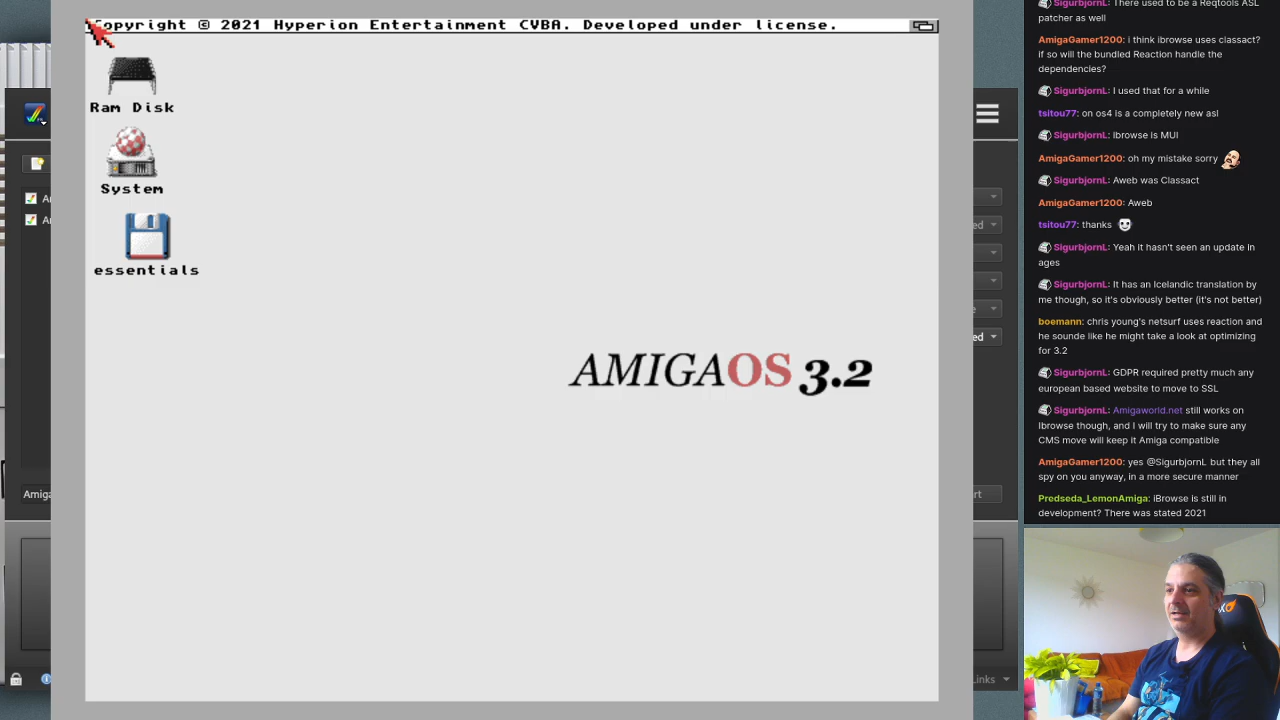 Copyright © 2021 Hyperion Entertainment CVBA. Developed under license.
Ram Disk
System
essentials
AMIGAOS 3.2
Amiga
ed
ed
rt
Links
SigurbjornL: There used to be a Reqtools ASL
patcher as well
AmigaGamer1200: i think ibrowse uses classact?
if so will the bundled Reaction handle the
dependencies?
SigurbjornL: I used that for a while
tsitou77: on os4 is a completely new asl
SigurbjornL: Ibrowse is MUI
AmigaGamer1200: oh my mistake sorry
SigurbjornL: Aweb was Classact
AmigaGamer1200: Aweb
tsitou77: thanks
SigurbjornL: Yeah it hasn't seen an update in
ages
SigurbjornL: It has an Icelandic translation by
me though, so it's obviously better (it's not better)
boemann: chris young's netsurf uses reaction and
he sounde like he might take a look at optimizing
for 3.2
SigurbjornL: GDPR required pretty much any
european based website to move to SSL
SigurbjornL: Amigaworld.net still works on
Ibrowse though, and I will try to make sure any
CMS move will keep it Amiga compatible
AmigaGamer1200: yes @SigurbjornL but they all
spy on you anyway, in a more secure manner
Predseda_LemonAmiga: iBrowse is still in
development? There was stated 2021